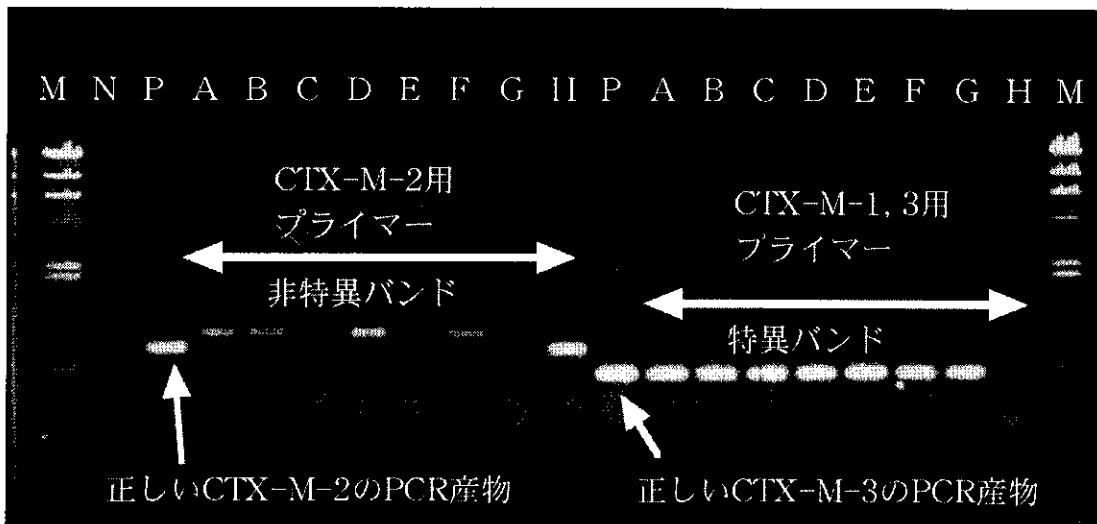 M N P A B C D E F G H P A B C D E F G H M
CTX-M-2用
プライマー
非特異バンド
CTX-M-1, 3用
プライマー
特異バンド
正しいCTX-M-2のPCR産物
正しいCTX-M-3のPCR産物